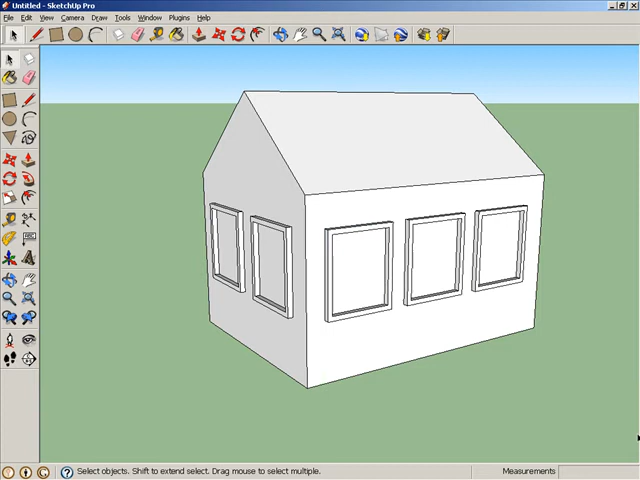 Untitled - SketchUp Pro
File Edit View Camera Draw Tools Window Plugins Help
ABC
Select objects. Shift to extend select. Drag mouse to select multiple.
Measurements